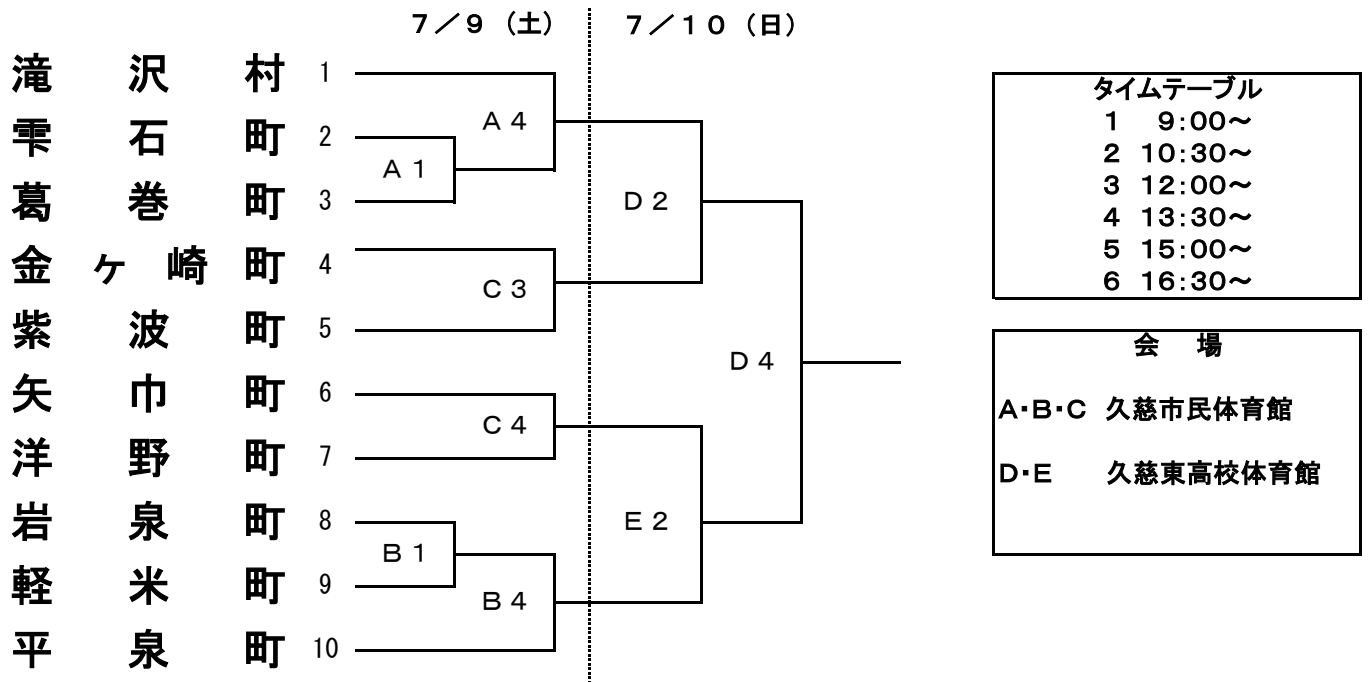 ７／９（土）
７／１０（日）
滝沢村 1
雫石町 2
葛巻町 3
金ヶ崎町 4
紫波町 5
矢巾町 6
洋野町 7
岩泉町 8
軽米町 9
平泉町 10
Ａ４
Ａ１
Ｃ３
Ｄ２
Ｄ４
Ｃ４
Ｅ２
Ｂ１
Ｂ４
タイムテーブル
１ 9:00～
２ 10:30～
３ 12:00～
４ 13:30～
５ 15:00～
６ 16:30～
会 場
A・B・C 久慈市民体育館
D・E 久慈東高校体育館